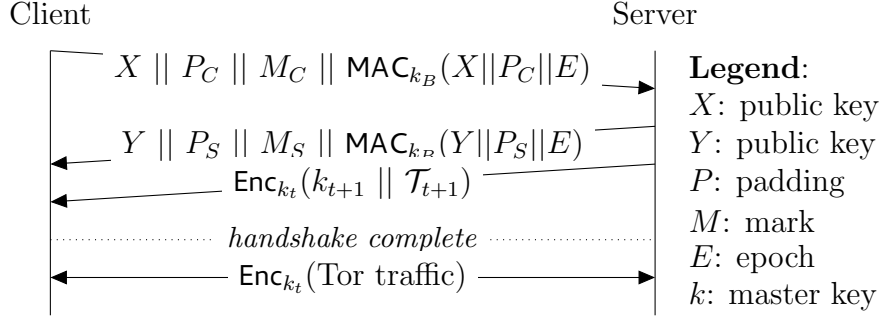 Client Server
X || P_C || M_C || MAC_{k_B}(X||P_C||E)
Y || P_S || M_S || MAC_{k_B}(Y||P_S||E)
Enc_{k_t}(k_{t+1} || 𝒯_{t+1})
handshake complete
Enc_{k_t}(Tor traffic)
Legend:
X: public key
Y: public key
P: padding
M: mark
E: epoch
k: master key